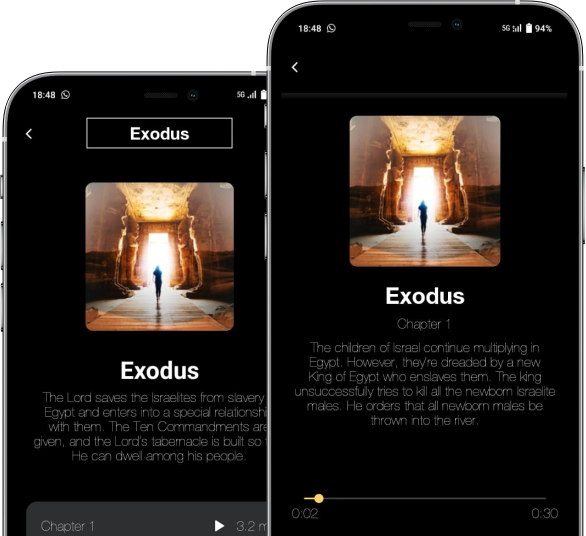 18:48
5G
Exodus
Exodus
The Lord saves the Israelites from slavery
Egypt and enters into a special
with them. The Ten Commandments are
given, and the Lord's tabernacle is built so
He can dwell among his people.
Chapter 1
3.2
18:48
5G 94%
Exodus
Chapter 1
The children of Israel continue multiplying in
Egypt. However, they're dreaded by a new
King of Egypt who enslaves them. The king
unsuccessfully tries to kill all the newborn Israelite
males. He orders that all newborn males be
thrown into the river.
0:02
0:30